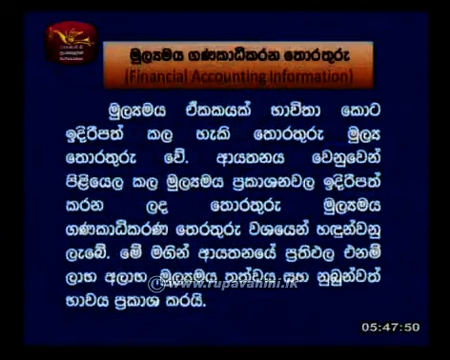 මුල්‍යමය ගණකාධිකරන තොරතුරු
(Financial Accounting Information)
මුල්‍යමය ඒකකයක් භාවිතා කොට
ඉදිරිපත් කල හැකි තොරතුරු මුල්‍ය
තොරතුරු වේ. ආයතනය වෙනුවෙන්
පිළියෙල කල මුල්‍යමය ප්‍රකාශනවල ඉදිරිපත්
කරන ලද තොරතුරු මුල්‍යමය
ගණකාධිකරණ තෙරතුරු වශයෙන් හඳුන්වනු
ලැබේ. මේ මගින් ආයතනයේ ප්‍රතිඵල එනම්
ලාභ අලාභ මුල්‍යමය තත්වය සහ නුබුන්වත්
භාවය ප්‍රකාශ කරයි.
©www.rupavahini.lk
05:47:50